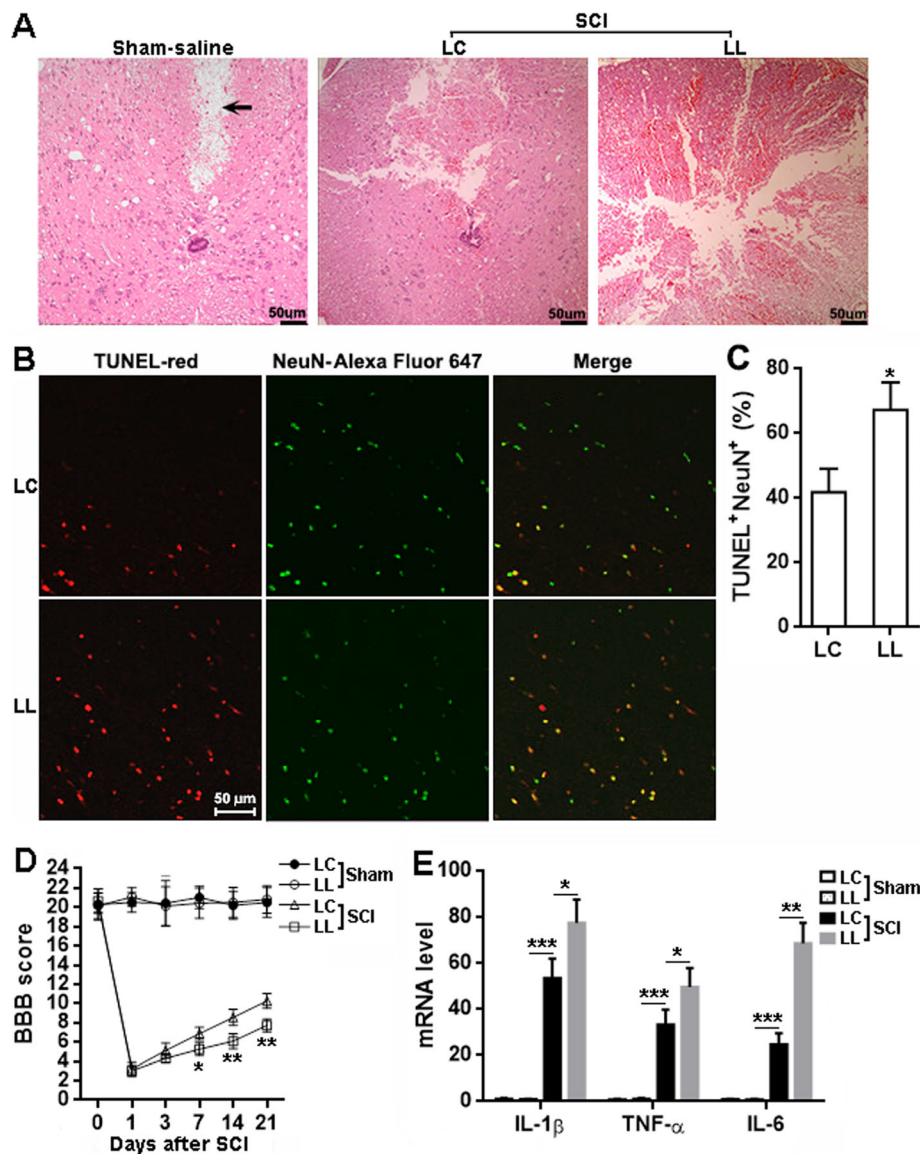 A
SCI
Sham-saline LC LL
50um 50um 50um
B
TUNEL-red NeuN-Alexa Fluor 647 Merge
LC
LL
50 µm
C
TUNEL⁺NeuN⁺ (%)
80
60
40
20
0
*
LC LL
D
BBB score
24
22
20
18
16
14
12
10
8
6
4
2
0
LC
LL
Sham
LC
LL
SCI
* ** **
0 1 3 7 14 21
Days after SCI
E
mRNA level
100
80
60
40
20
0
LC
LL
Sham
LC
LL
SCI
*** * *** * *** **
IL-1β TNF-α IL-6